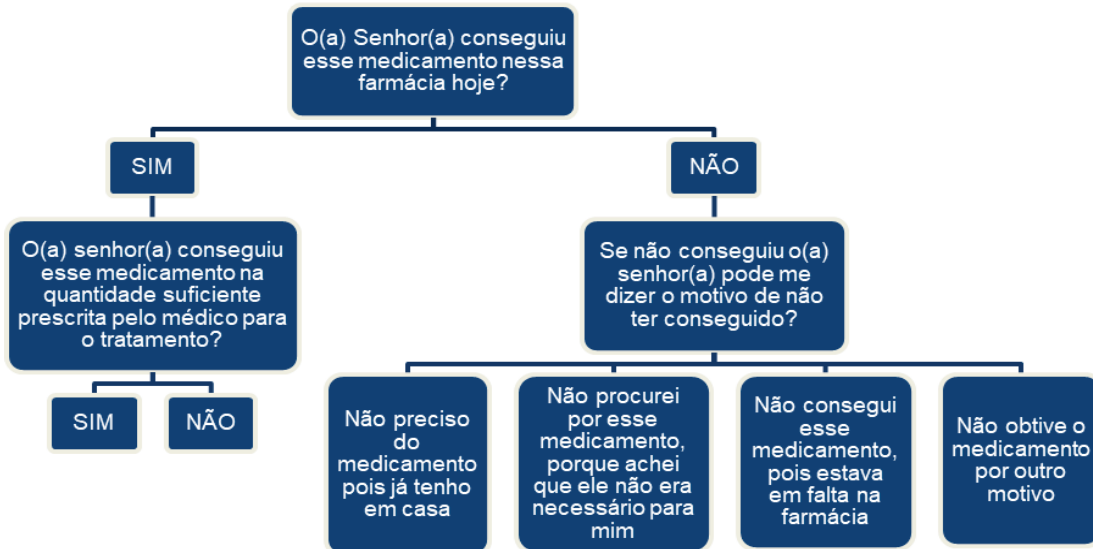 O(a) Senhor(a) conseguiu
esse medicamento nessa
farmácia hoje?
SIM
NÃO
O(a) senhor(a) conseguiu
esse medicamento na
quantidade suficiente
prescrita pelo médico para
o tratamento?
Se não conseguiu o(a)
senhor(a) pode me
dizer o motivo de não
ter conseguido?
SIM
NÃO
Não preciso
do
medicamento
pois já tenho
em casa
Não procurei
por esse
medicamento,
porque achei
que ele não era
necessário para
mim
Não consegui
esse
medicamento,
pois estava
em falta na
farmácia
Não obtive o
medicamento
por outro
motivo